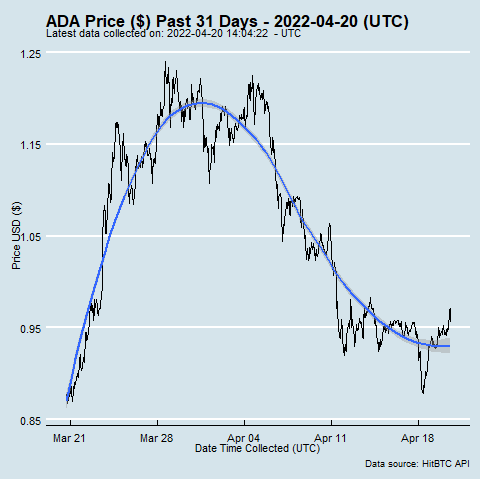 ADA Price ($) Past 31 Days - 2022-04-20 (UTC)
Latest data collected on: 2022-04-20 14:04:22 - UTC
1.25
1.15
1.05
0.95
0.85
Price USD ($)
Mar 21 Mar 28 Apr 04 Apr 11 Apr 18
Date Time Collected (UTC)
Data source: HitBTC API